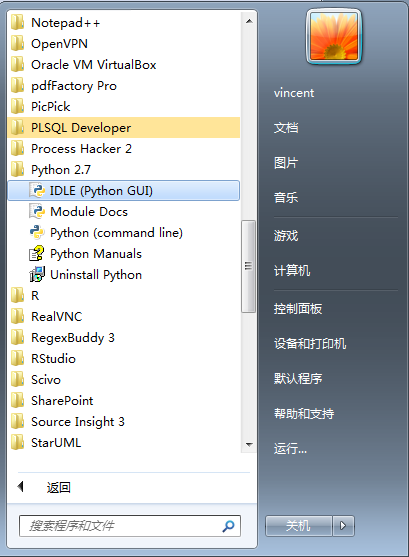 Notepad++
OpenVPN
Oracle VM VirtualBox
pdfFactory Pro
PicPick
PLSQL Developer
Process Hacker 2
Python 2.7
IDLE (Python GUI)
Module Docs
Python (command line)
Python Manuals
Uninstall Python
R
RealVNC
RegexBuddy 3
RStudio
Scivo
SharePoint
Source Insight 3
StarUML
返回
搜索程序和文件
vincent
文档
图片
音乐
游戏
计算机
控制面板
设备和打印机
默认程序
帮助和支持
运行...
关机